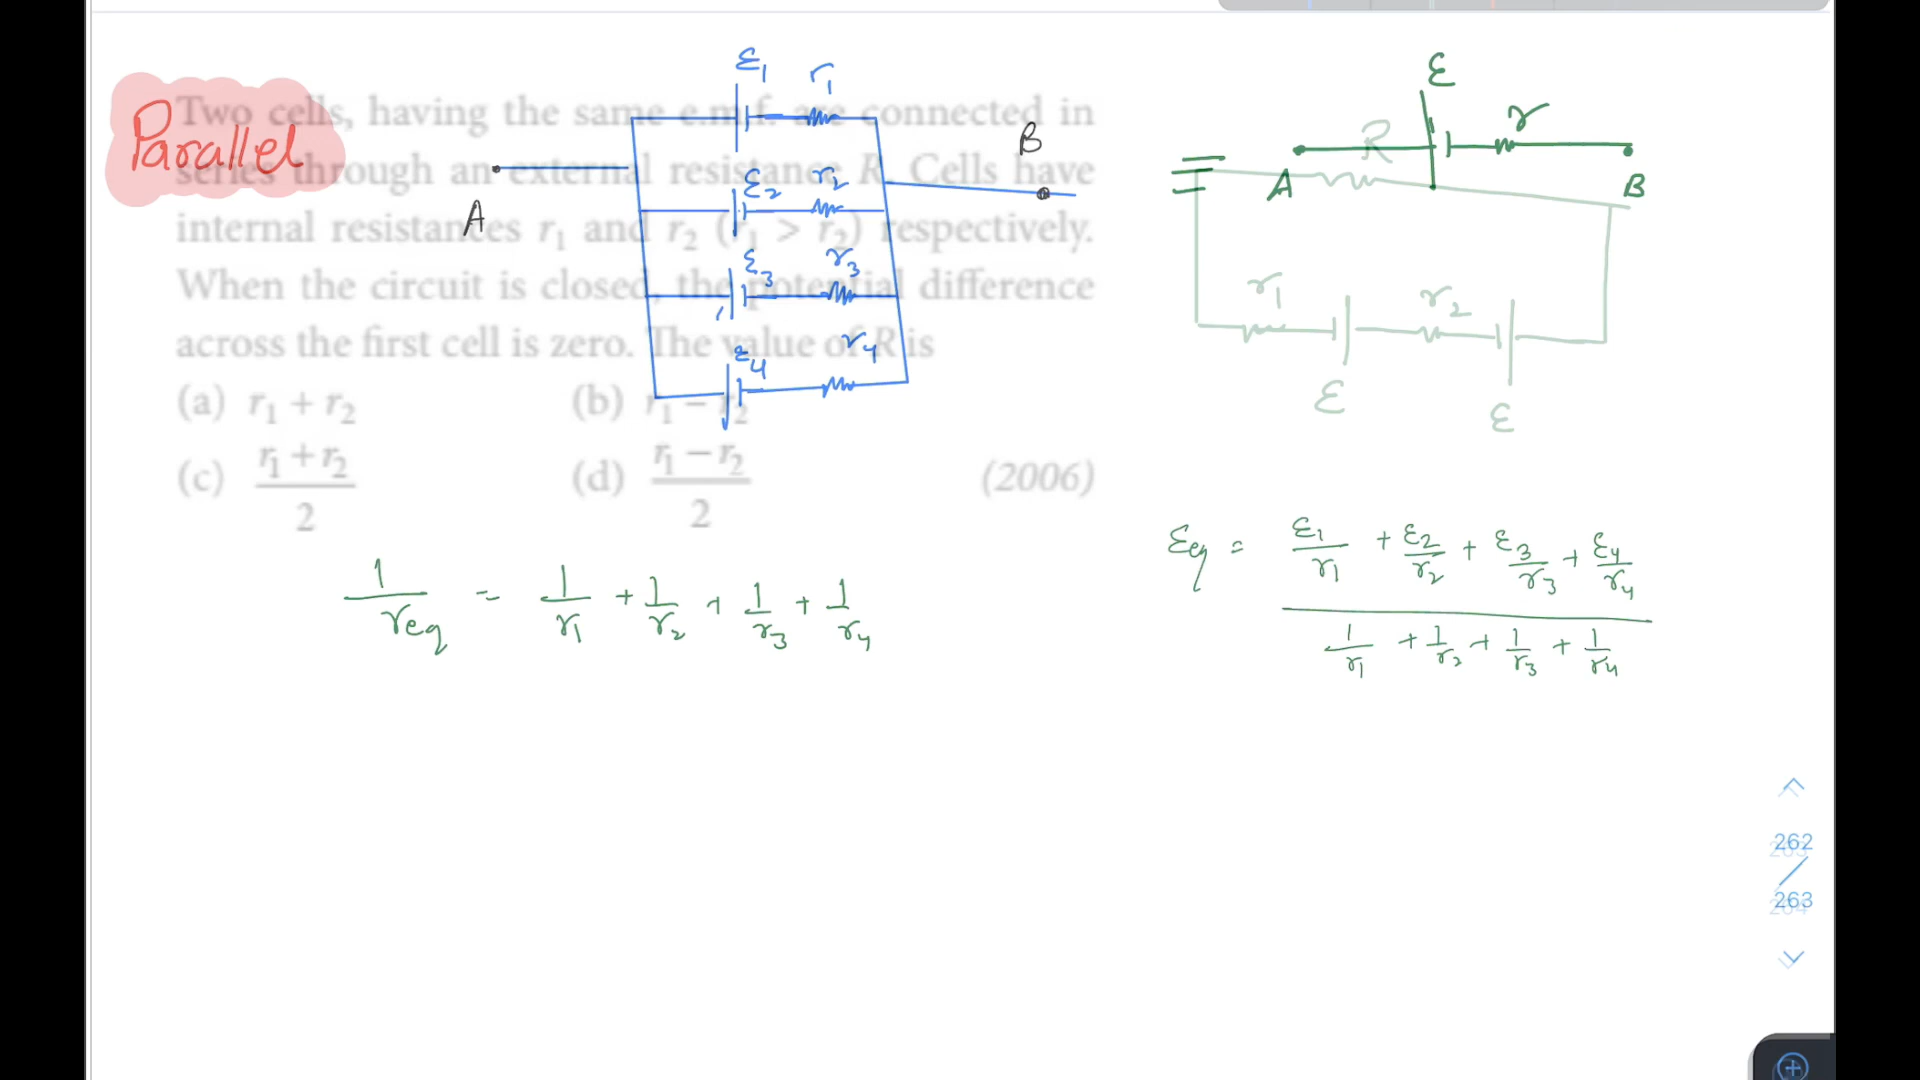 Parallel
Two cells, having the same e.m.f. are connected in
series through an external resistance R. Cells have
internal resistances r₁ and r₂ (r₁ > r₂) respectively.
When the circuit is closed, the potential difference
across the first cell is zero. The value of R is
(a) r₁ + r₂ (b) r₁ − r₂
(c) (r₁ + r₂)/2 (d) (r₁ − r₂)/2 (2006)
ε₁ r₁
A B
ε₂ r₂
ε₃ r₃
ε₄ r₄
ε r
R
A B
r₁ r₂
ε ε
1/r_eq = 1/r₁ + 1/r₂ + 1/r₃ + 1/r₄
ε_eq = (ε₁/r₁ + ε₂/r₂ + ε₃/r₃ + ε₄/r₄) / (1/r₁ + 1/r₂ + 1/r₃ + 1/r₄)
262
/
263